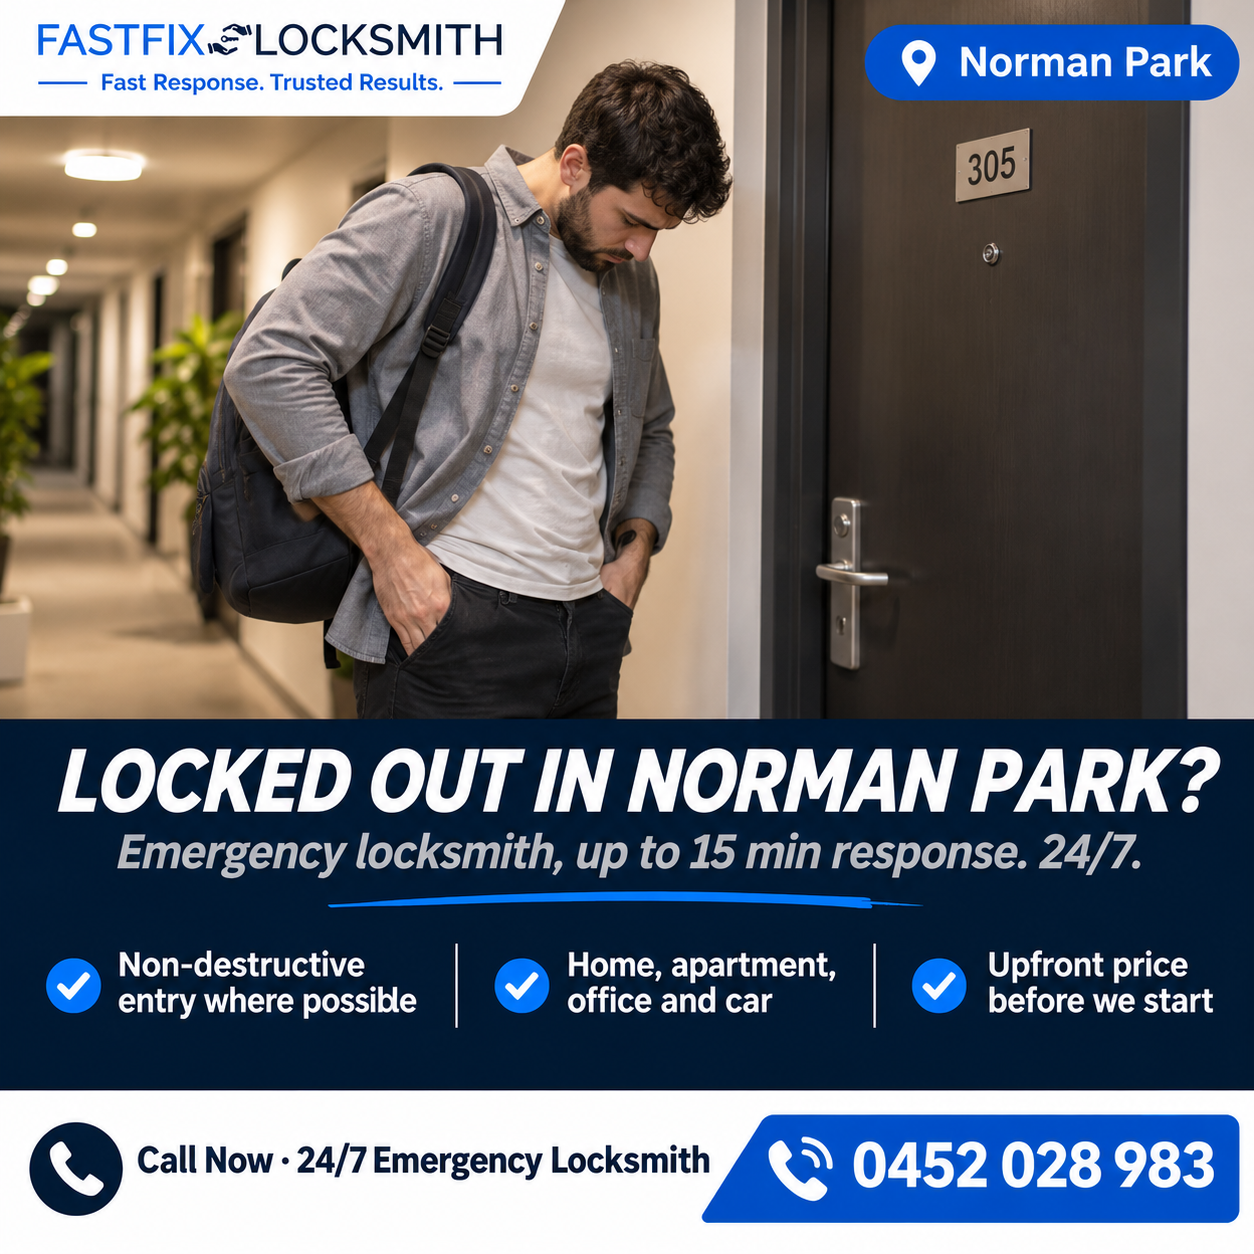 FASTFIX LOCKSMITH
Fast Response. Trusted Results.
Norman Park
305
LOCKED OUT IN NORMAN PARK?
Emergency locksmith, up to 15 min response. 24/7.
Non-destructive
entry where possible
Home, apartment,
office and car
Upfront price
before we start
Call Now · 24/7 Emergency Locksmith
0452 028 983